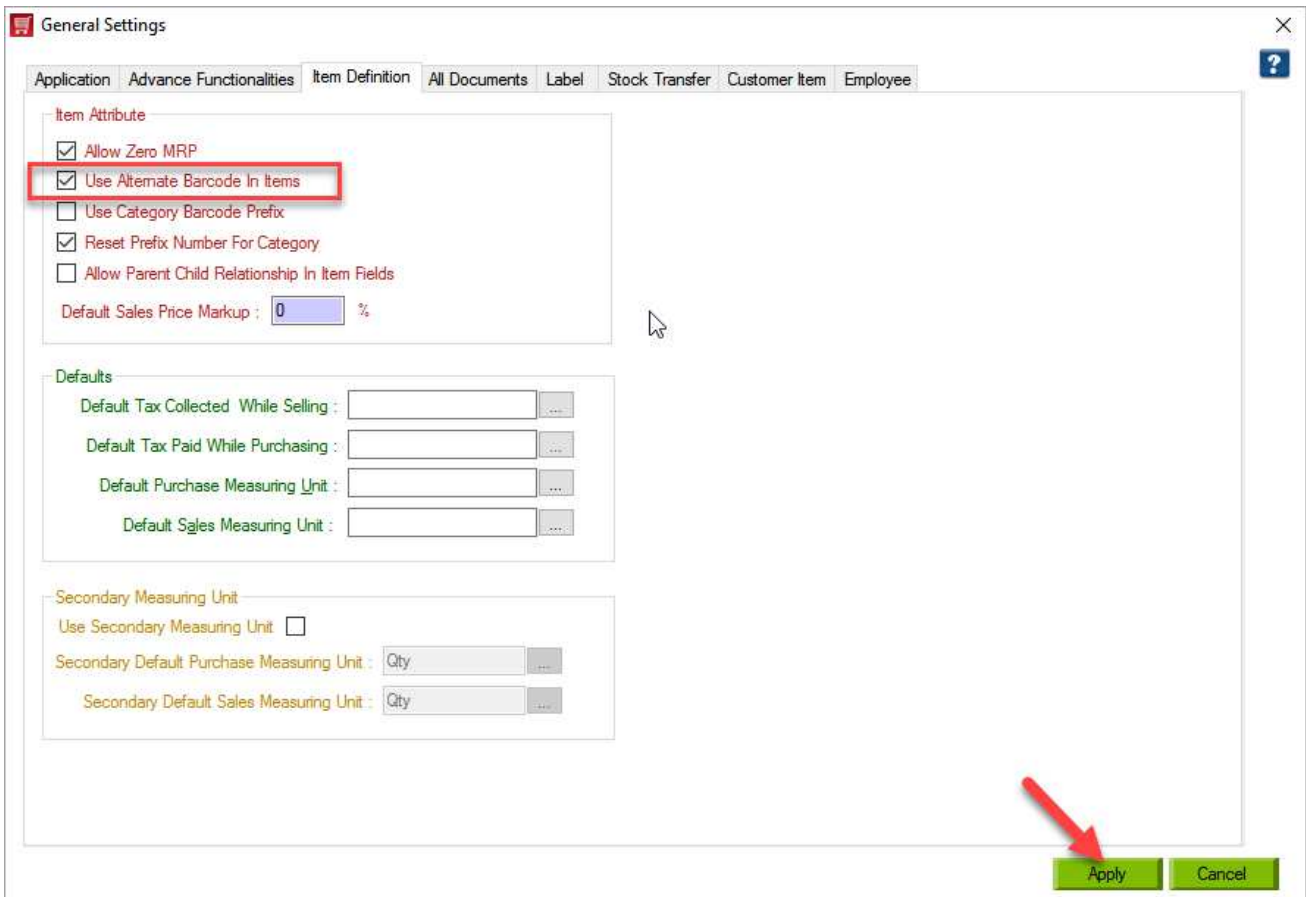 General Settings
?
Application Advance Functionalities Item Definition All Documents Label Stock Transfer Customer Item Employee
Item Attribute
Allow Zero MRP
Use Alternate Barcode In Items
Use Category Barcode Prefix
Reset Prefix Number For Category
Allow Parent Child Relationship In Item Fields
Default Sales Price Markup : 0 %
Defaults
Default Tax Collected While Selling : ...
Default Tax Paid While Purchasing : ...
Default Purchase Measuring Unit : ...
Default Sales Measuring Unit : ...
Secondary Measuring Unit
Use Secondary Measuring Unit
Secondary Default Purchase Measuring Unit : Qty ...
Secondary Default Sales Measuring Unit : Qty ...
Apply Cancel